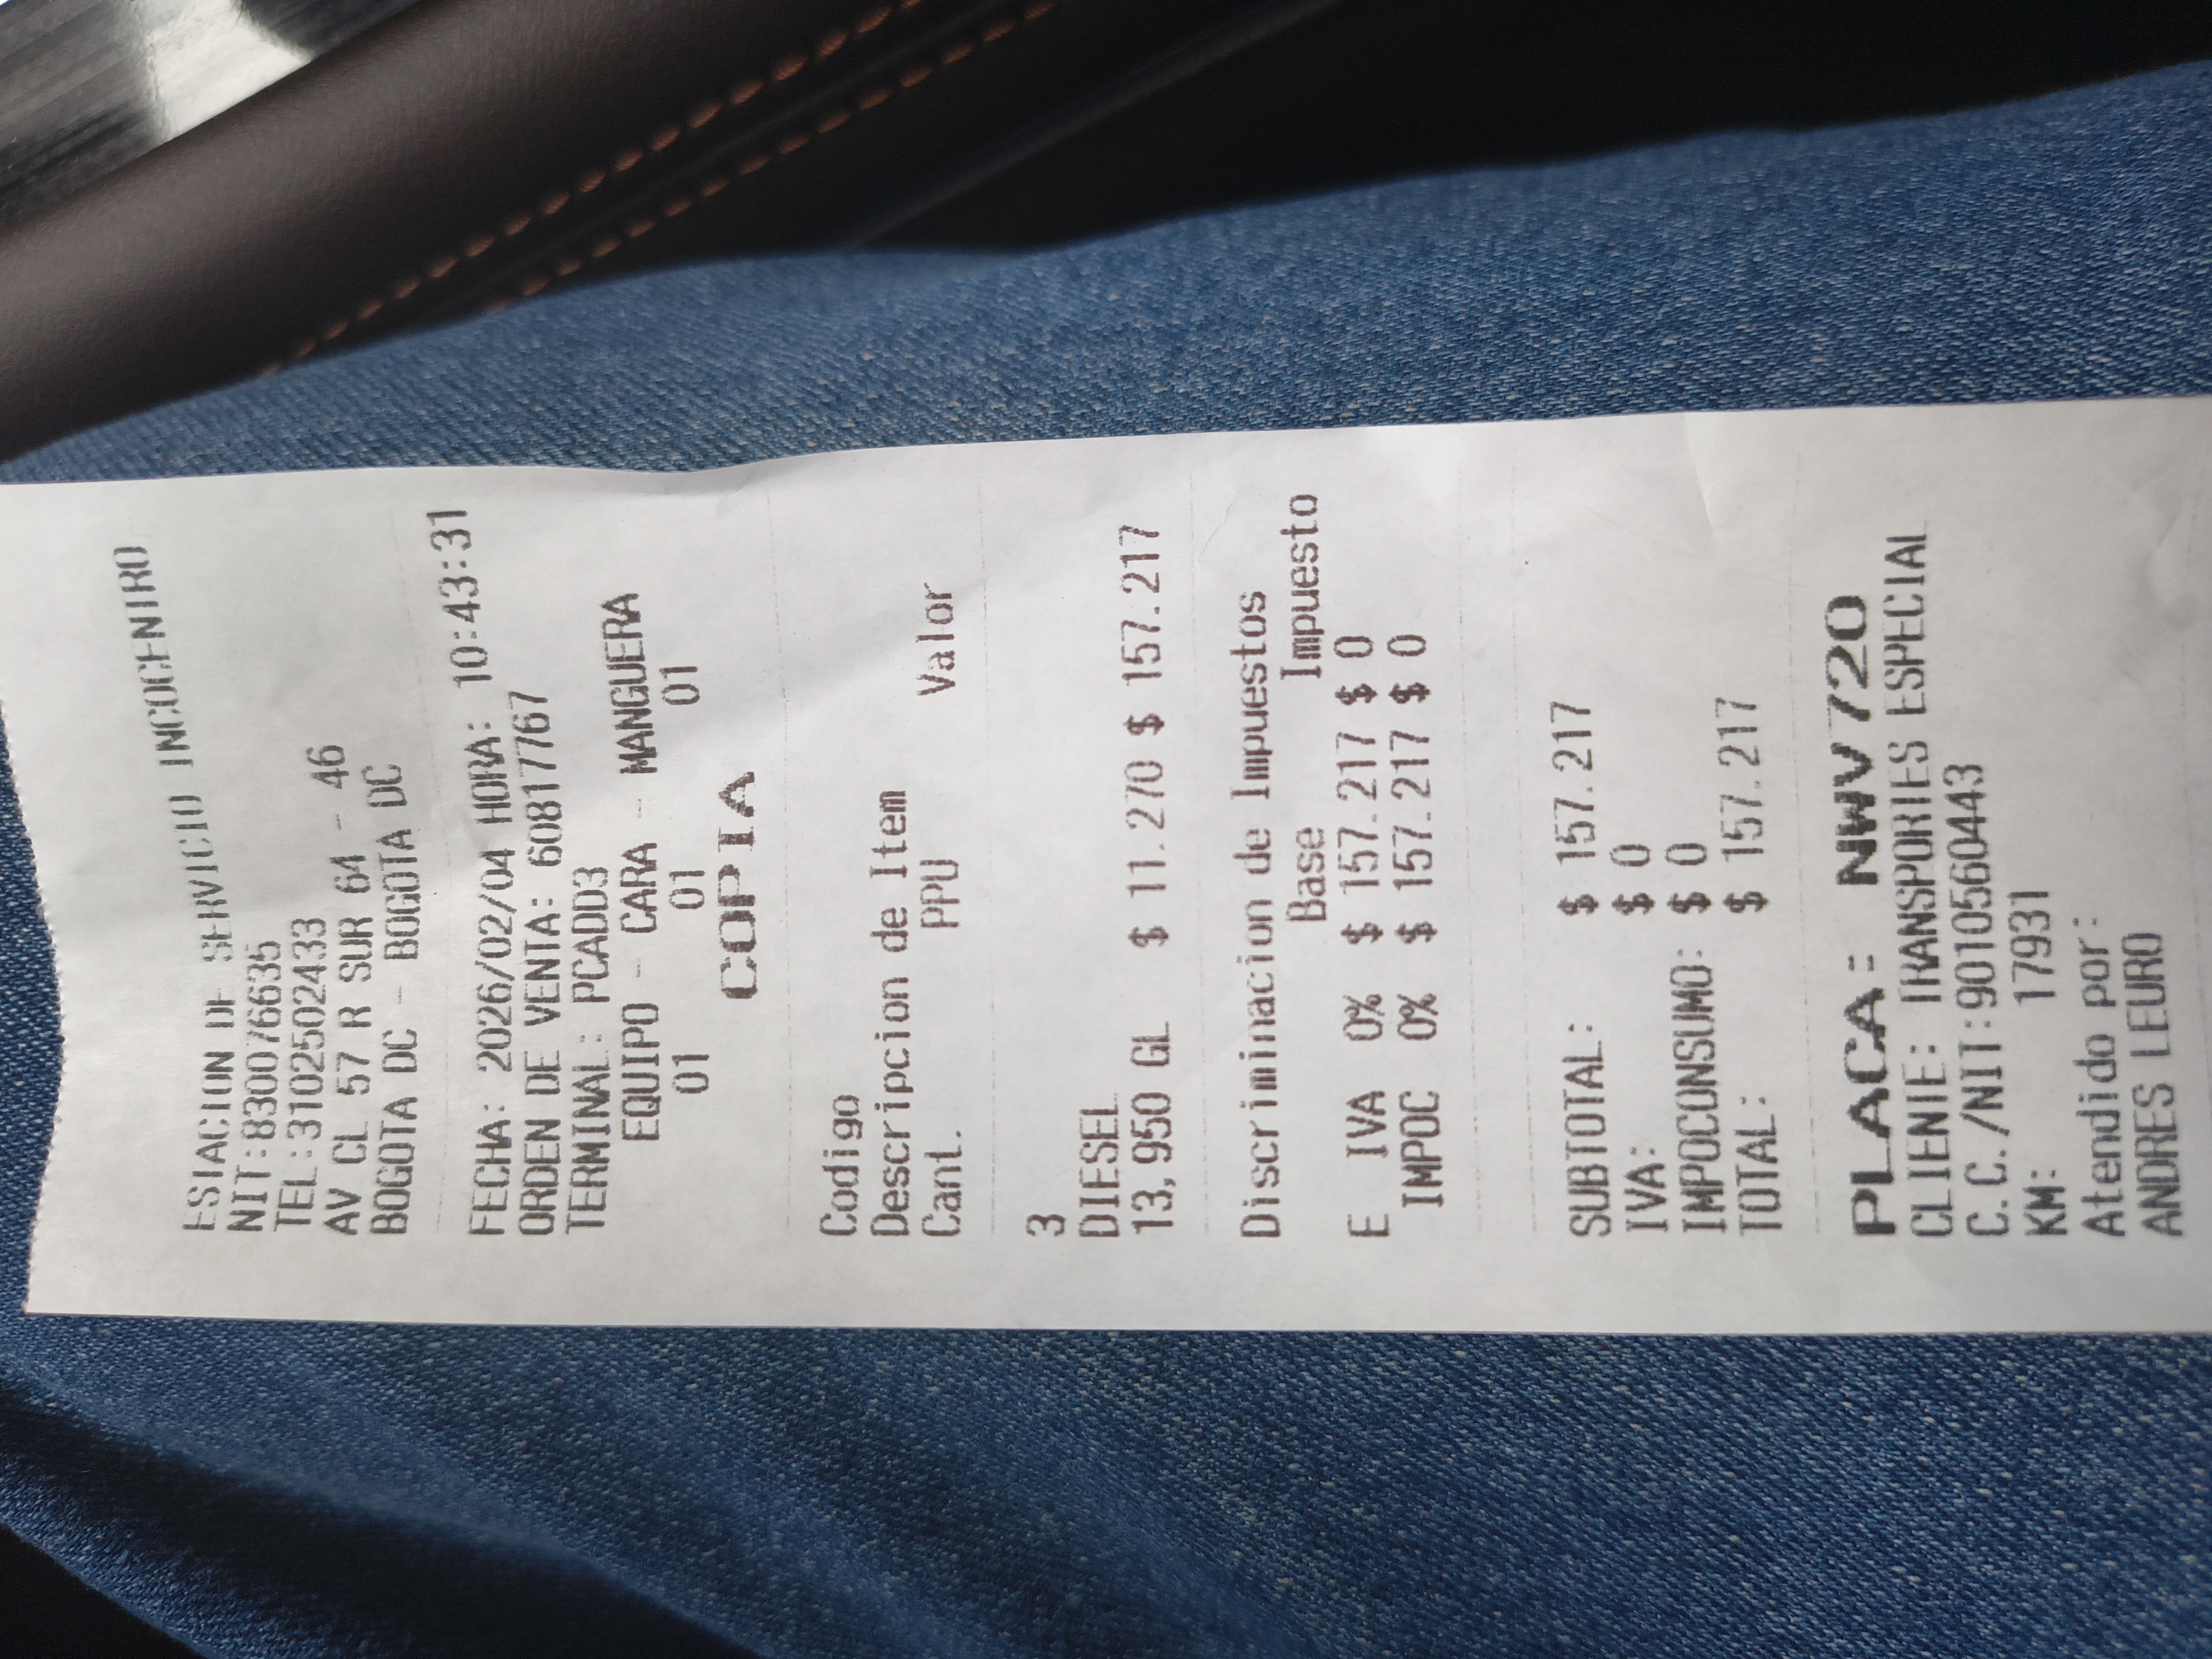 ESTACION DE SERVICIO INCOCENTRO
NIT:830076635
TEL:3102502433
AV CL 57 R SUR 64 - 46
BOGOTA DC - BOGOTA DC
FECHA: 2026/02/04 HORA: 10:43:31
ORDEN DE VENTA: 60817767
TERMINAL: PCADD3
EQUIPO - CARA - MANGUERA
01 01 01
COPIA
Codigo
Descripcion de Item
Cant. PPU Valor
3
DIESEL
13,950 GL $ 11.270 $ 157.217
Discriminacion de Impuestos
Base Impuesto
E IVA 0% $ 157.217 $ 0
IMPOC 0% $ 157.217 $ 0
SUBTOTAL: $ 157.217
IVA: $ 0
IMPOCONSUMO: $ 0
TOTAL: $ 157.217
PLACA: NWV720
CLIENTE: TRANSPORTES ESPECIAL
C.C./NIT:9010560443
KM: 17931
Atendido por:
ANDRES LEURO